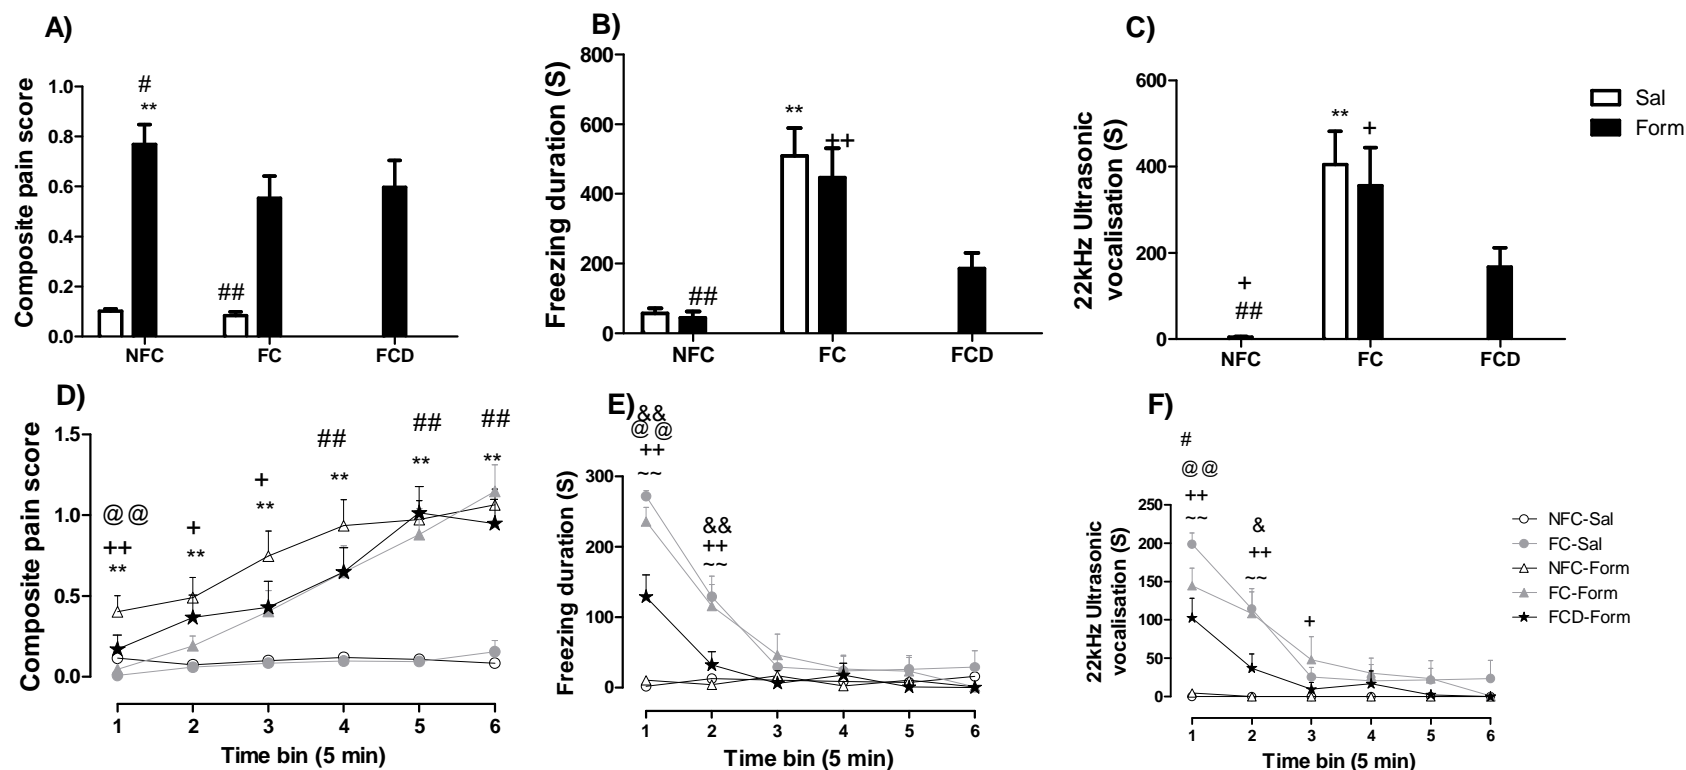 A)
Composite pain score
1.0
0.8
0.6
0.4
0.2
0.0
#
**
##
NFC
FC
FCD
B)
Freezing duration (S)
800
600
400
200
0
##
**
++
NFC
FC
FCD
C)
22kHz Ultrasonic
vocalisation (S)
600
400
200
0
+
##
**
+
NFC
FC
FCD
Sal
Form
D)
Composite pain score
1.5
1.0
0.5
0.0
@@
++
**
+
**
+
**
##
**
##
**
##
**
1 2 3 4 5 6
Time bin (5 min)
E)
Freezing duration (S)
300
200
100
0
&&
@@
++
~~
&&
++
~~
1 2 3 4 5 6
Time bin (5 min)
F)
22kHz Ultrasonic
vocalisation (S)
250
200
150
100
50
0
#
@@
++
~~
&
++
~~
+
1 2 3 4 5 6
Time bin (5 min)
NFC-Sal
FC-Sal
NFC-Form
FC-Form
FCD-Form